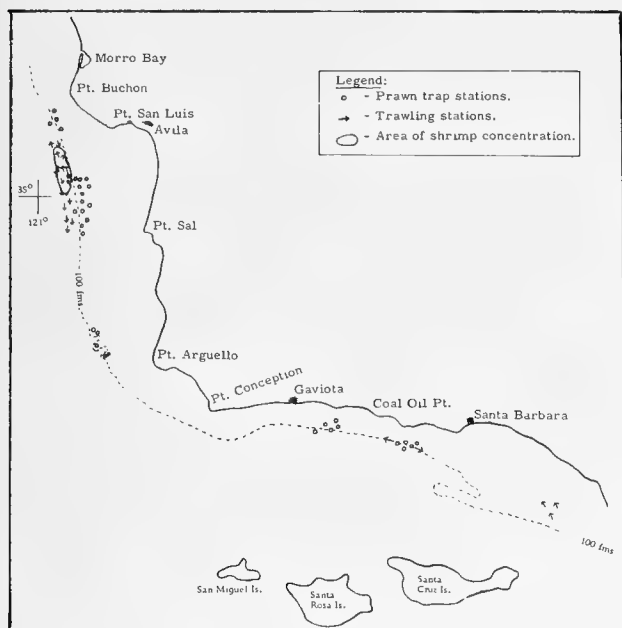 Morro Bay
Pt. Buchon
Pt. San Luis
Avila
Legend:
- Prawn trap stations.
- Trawling stations.
- Area of shrimp concentration.
35°
121°
Pt. Sal
100 fms
Pt. Arguello
Pt. Conception
Gaviota
Coal Oil Pt.
Santa Barbara
100 fms
San Miguel Is.
Santa
Rosa Is.
Santa
Cruz Is.